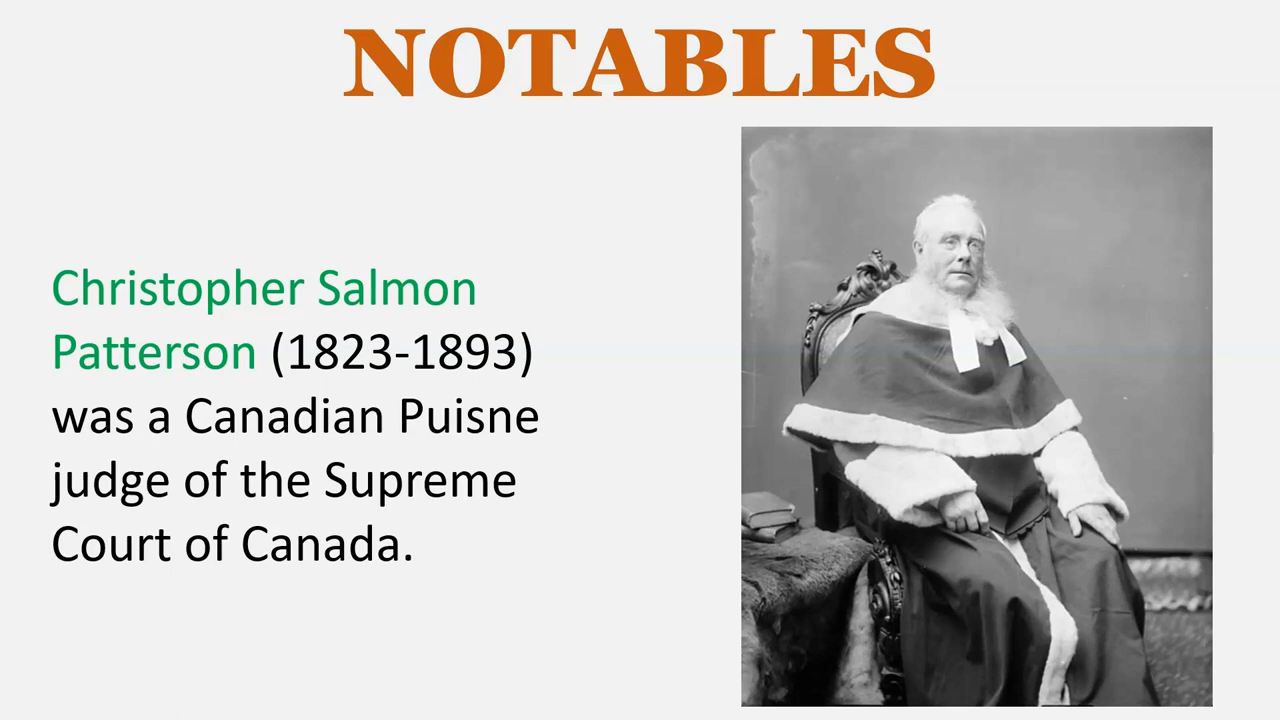 NOTABLES
Christopher Salmon
Patterson (1823-1893)
was a Canadian Puisne
judge of the Supreme
Court of Canada.